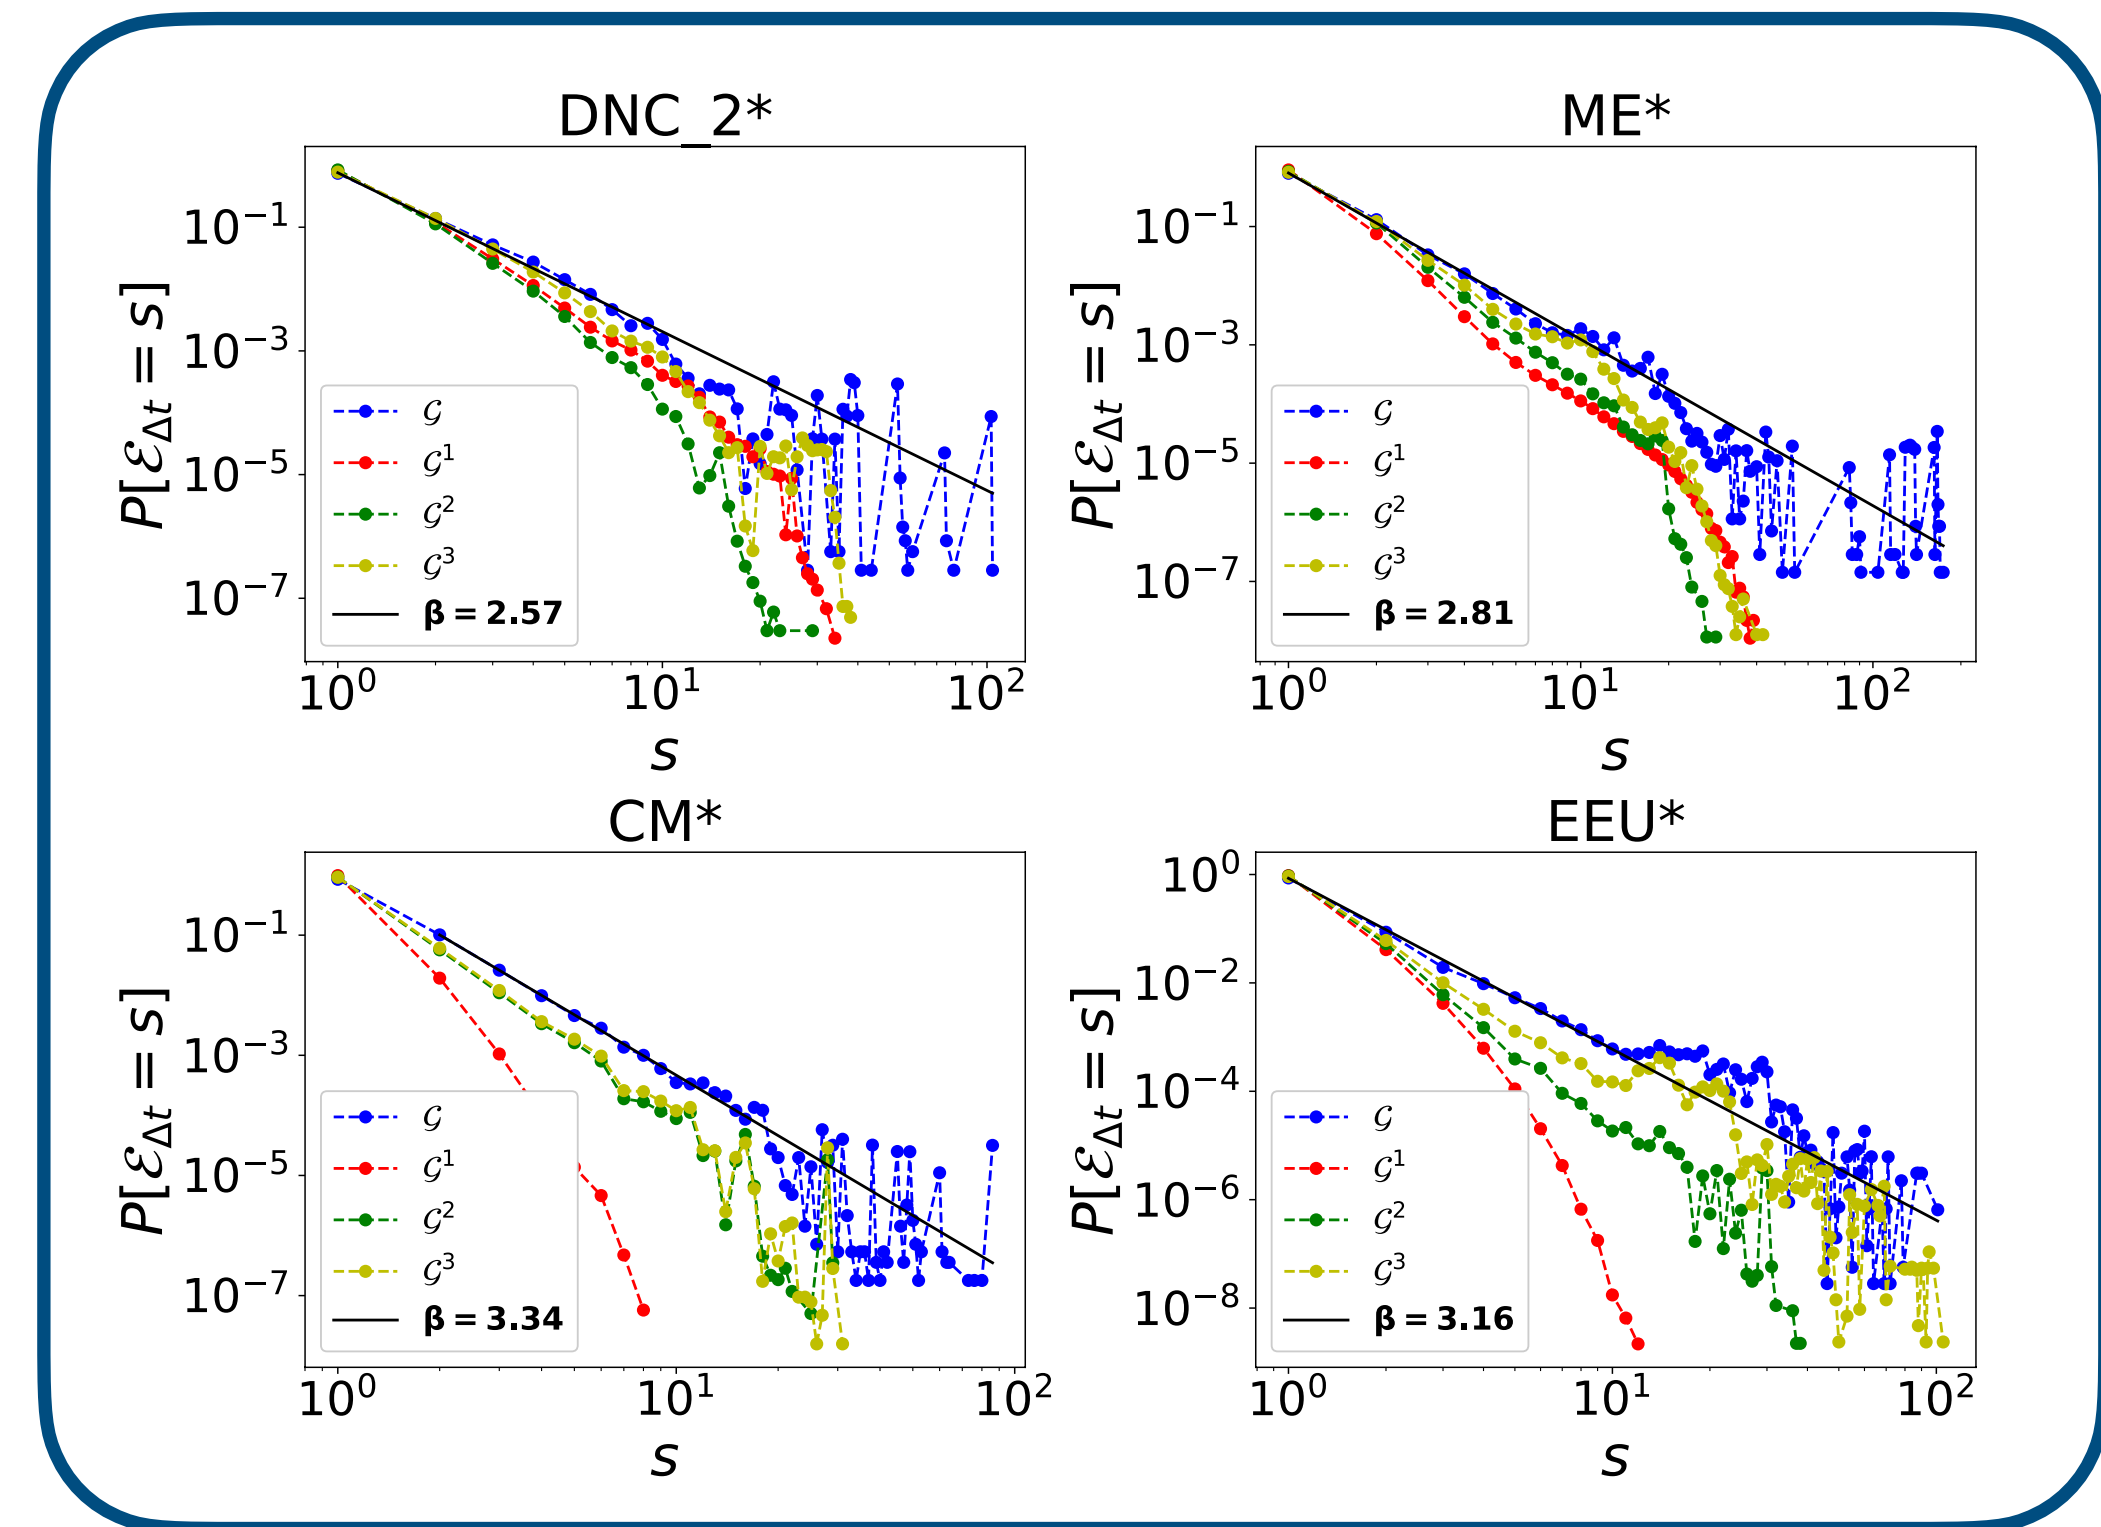 DNC_2*
P[ℰ_Δt = s]
10^−1
10^−3
10^−5
10^−7
𝒢
𝒢^1
𝒢^2
𝒢^3
β = 2.57
10^0 10^1 10^2
s
ME*
P[ℰ_Δt = s]
10^−1
10^−3
10^−5
10^−7
𝒢
𝒢^1
𝒢^2
𝒢^3
β = 2.81
10^0 10^1 10^2
s
CM*
P[ℰ_Δt = s]
10^−1
10^−3
10^−5
10^−7
𝒢
𝒢^1
𝒢^2
𝒢^3
β = 3.34
10^0 10^1 10^2
s
EEU*
P[ℰ_Δt = s]
10^0
10^−2
10^−4
10^−6
10^−8
𝒢
𝒢^1
𝒢^2
𝒢^3
β = 3.16
10^0 10^1 10^2
s